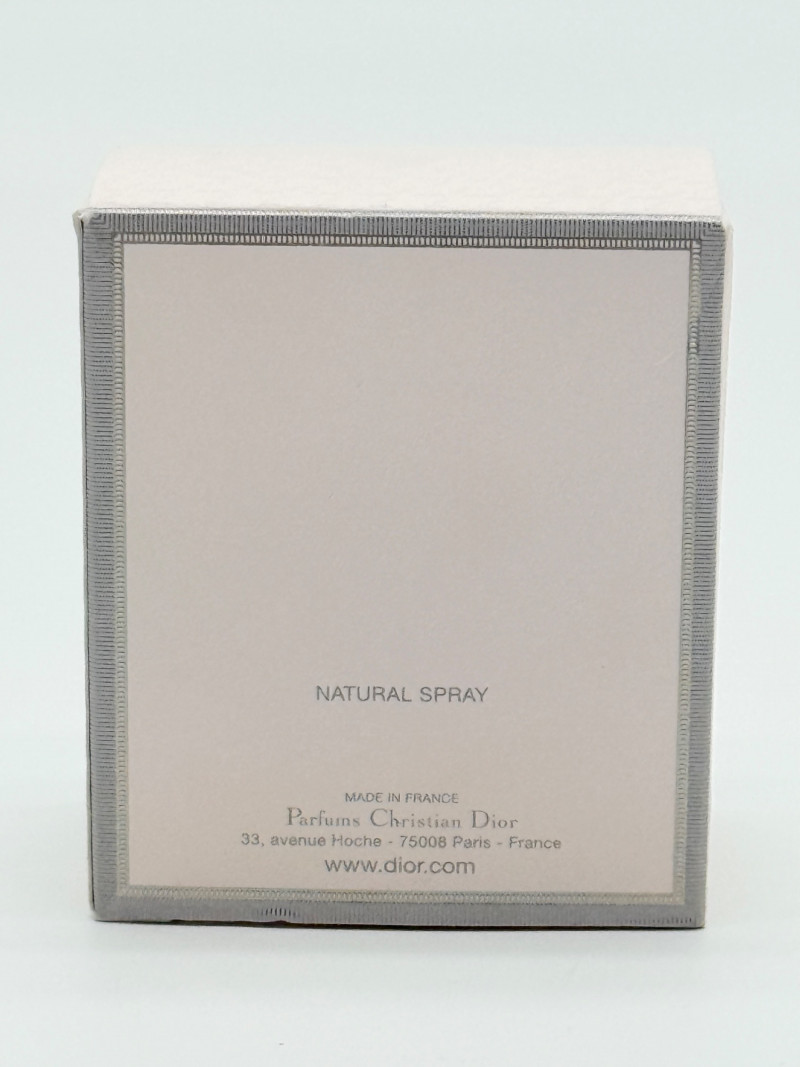 NATURAL SPRAY
MADE IN FRANCE
Parfums Christian Dior
33, avenue Hoche - 75008 Paris - France
www.dior.com